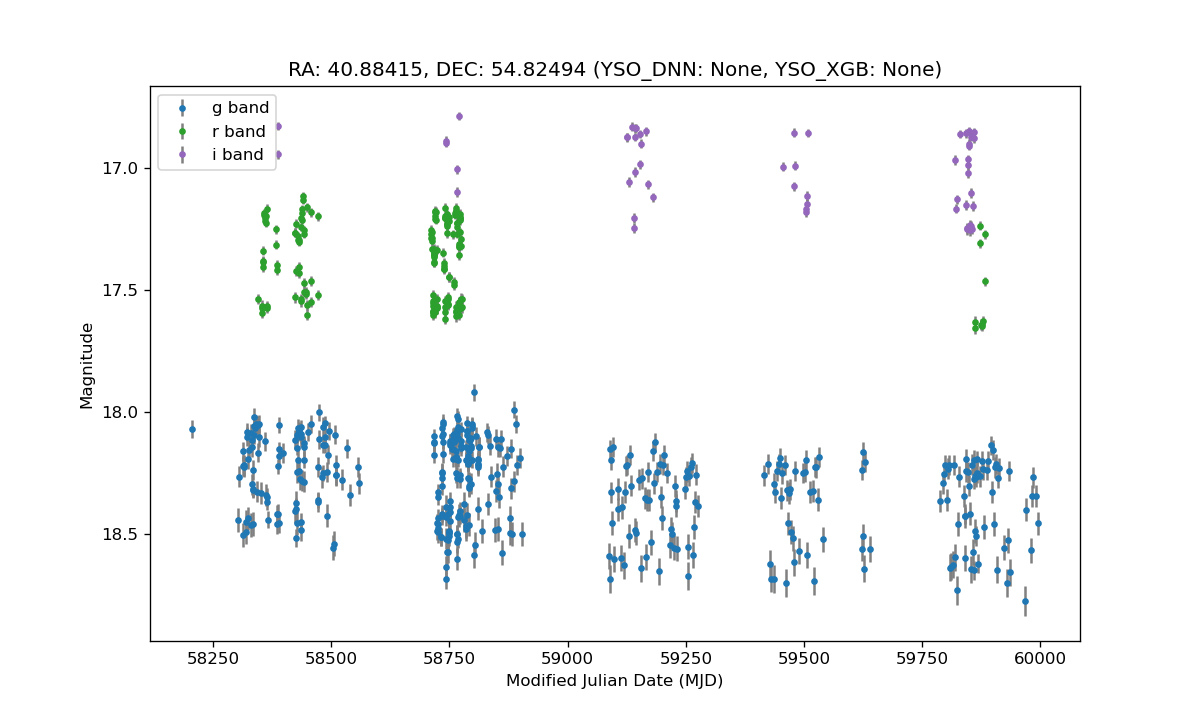 RA: 40.88415, DEC: 54.82494 (YSO_DNN: None, YSO_XGB: None)
g band
r band
i band
17.0
17.5
18.0
18.5
Magnitude
58250 58500 58750 59000 59250 59500 59750 60000
Modified Julian Date (MJD)